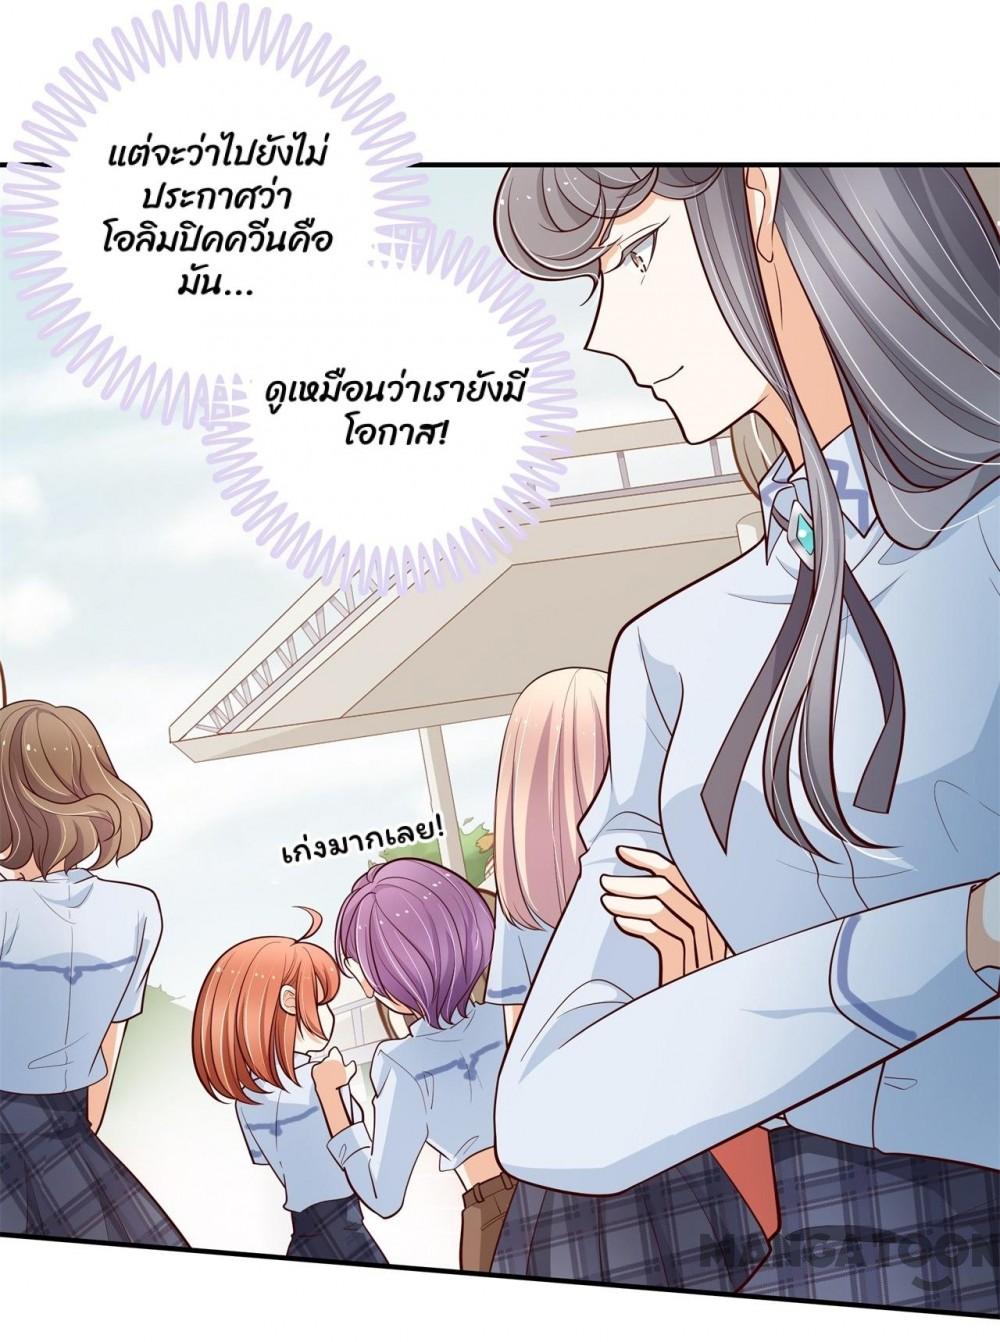 แต่จะว่าไปยังไม่
ประกาศว่า
โอลิมปิคควีนคือ
มัน...
ดูเหมือนว่าเรายังมี
โอกาส!
เก่งมากเลย!
MANGATOON